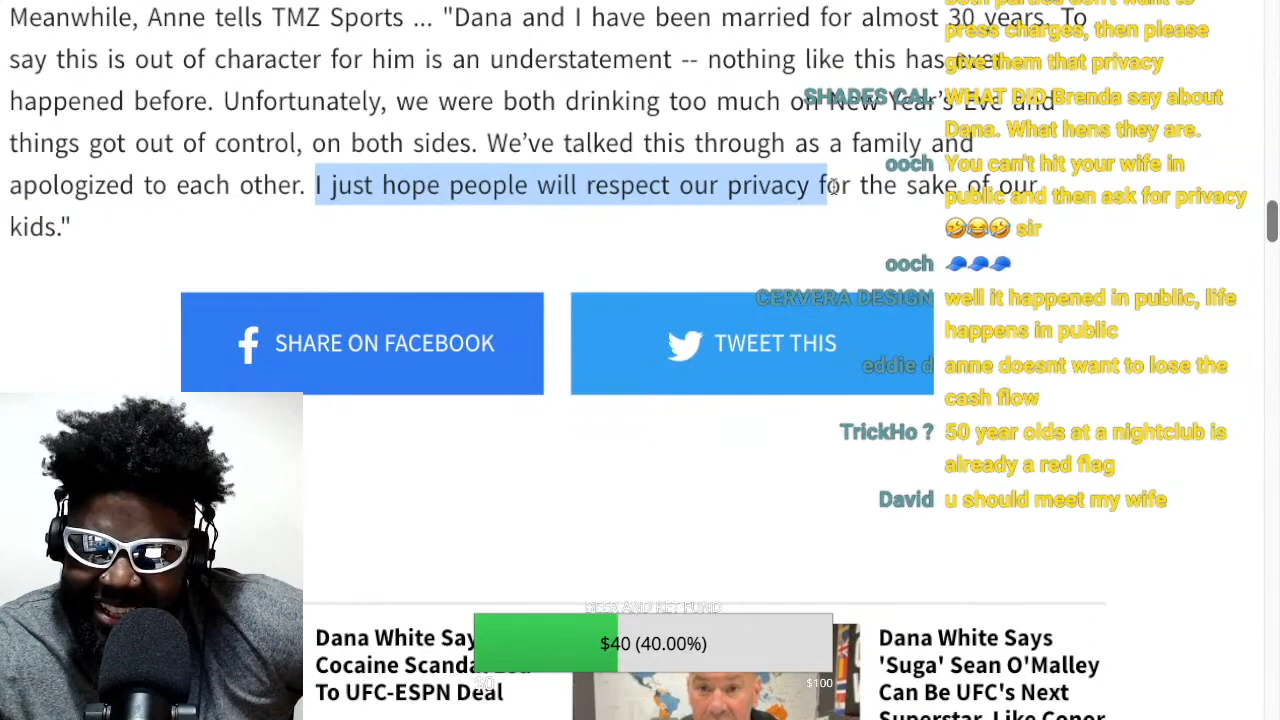 Meanwhile, Anne tells TMZ Sports ... "Dana and I have been married for almost 30 years. To
say this is out of character for him is an understatement -- nothing like this has ever
happened before. Unfortunately, we were both drinking too much on New Year's Eve and
things got out of control, on both sides. We've talked this through as a family and
apologized to each other. I just hope people will respect our privacy for the sake of our
kids."
SHARE ON FACEBOOK
TWEET THIS
press charges, then please
give them that privacy
SHADES CAL WHAT DID Brenda say about
Dana. What hens they are.
ooch You can't hit your wife in
public and then ask for privacy
🤣😂🤣 sir
ooch 🧢🧢🧢
CERVERA DESIGN well it happened in public, life
happens in public
eddie d anne doesnt want to lose the
cash flow
TrickHo ? 50 year olds at a nightclub is
already a red flag
David u should meet my wife
BEER AND BET FUND
$40 (40.00%)
$0
$100
Dana White Say
Cocaine Scanda
To UFC-ESPN Deal
Dana White Says
'Suga' Sean O'Malley
Can Be UFC's Next
Superstar, Like Conor